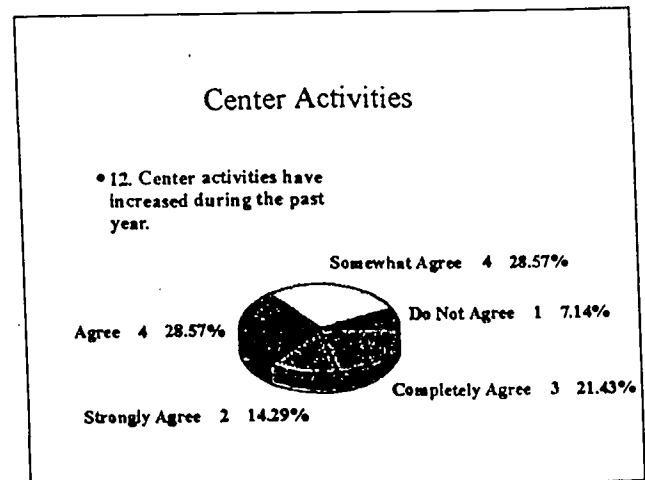 Center Activities
• 12. Center activities have
increased during the past
year.
Somewhat Agree 4 28.57%
Do Not Agree 1 7.14%
Agree 4 28.57%
Completely Agree 3 21.43%
Strongly Agree 2 14.29%